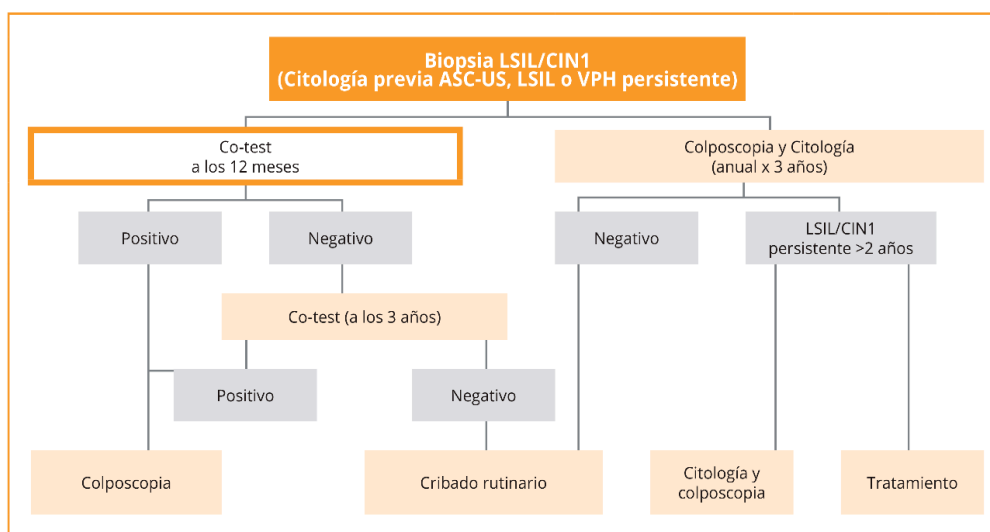 Biopsia LSIL/CIN1
(Citología previa ASC-US, LSIL o VPH persistente)
Co-test
a los 12 meses
Colposcopia y Citología
(anual x 3 años)
Positivo
Negativo
Negativo
LSIL/CIN1
persistente >2 años
Co-test (a los 3 años)
Positivo
Negativo
Colposcopia
Cribado rutinario
Citología y
colposcopia
Tratamiento